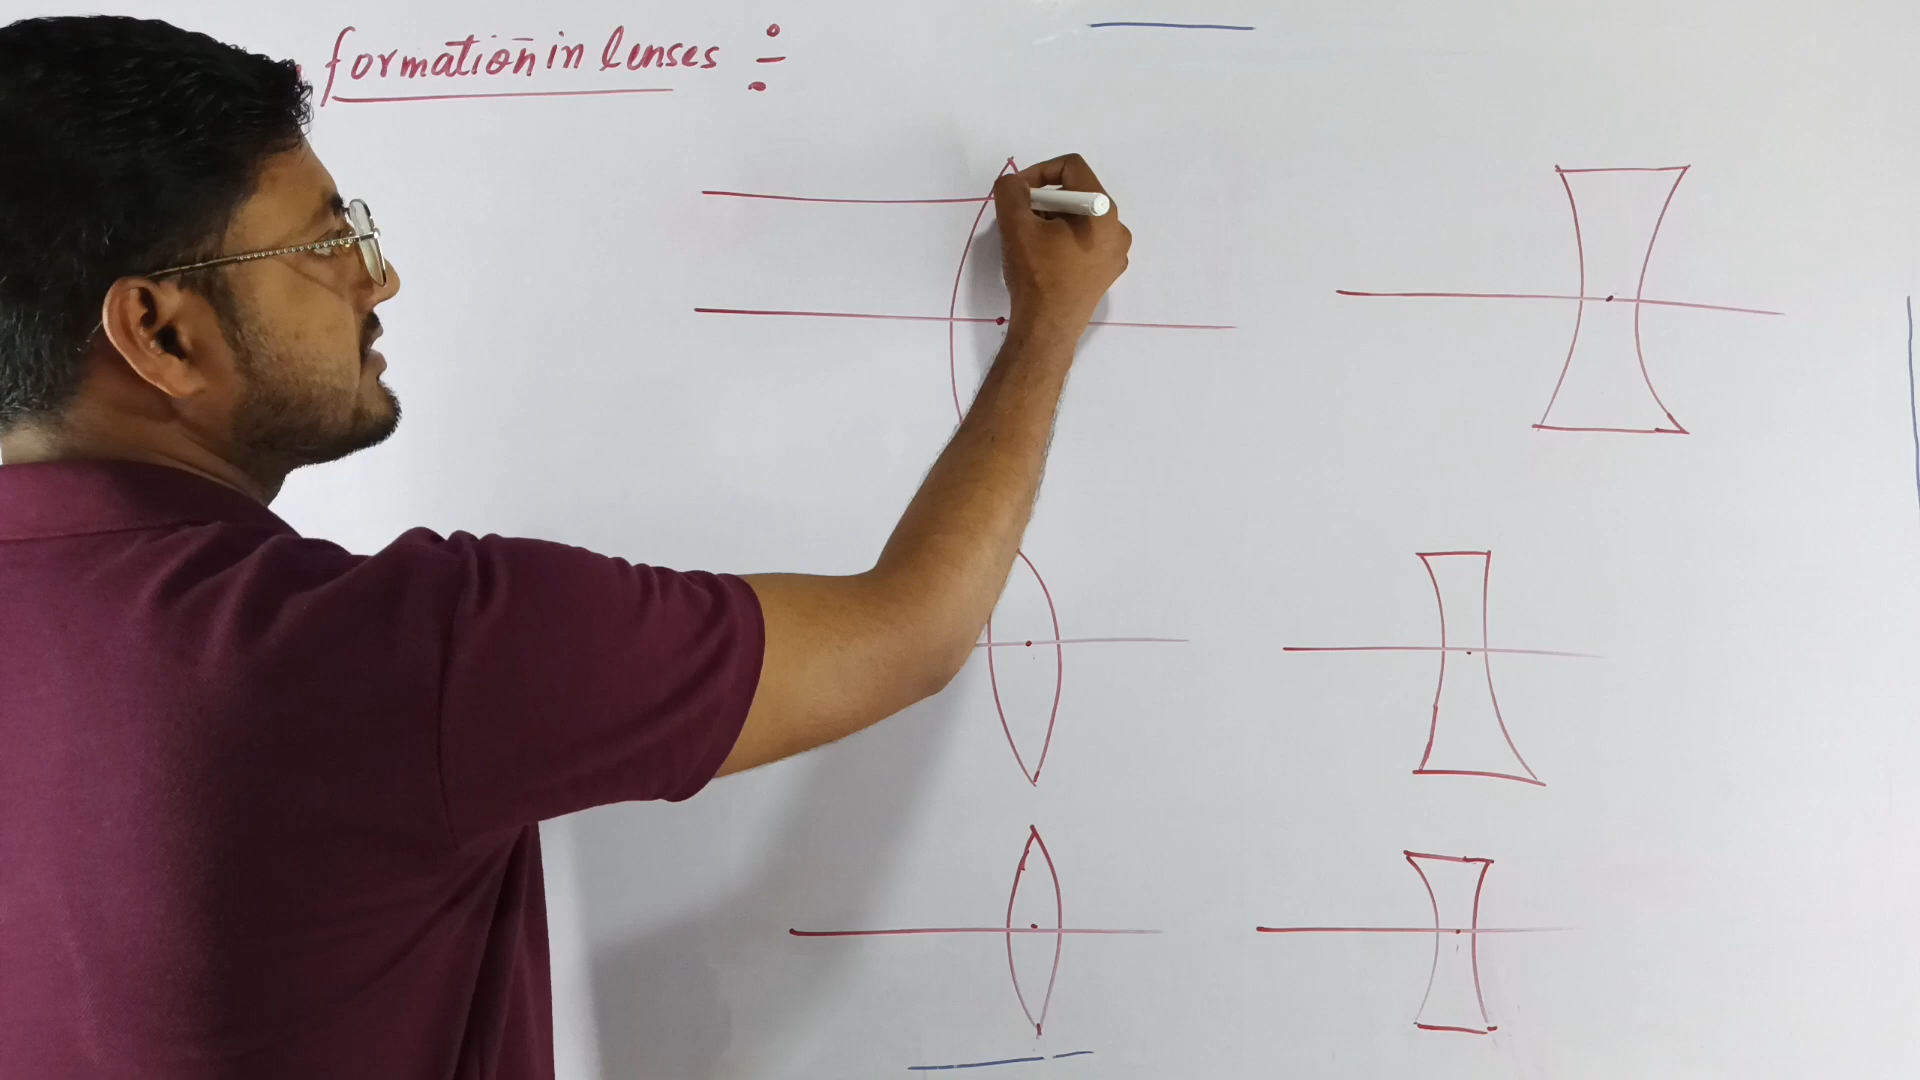 formation in lenses :